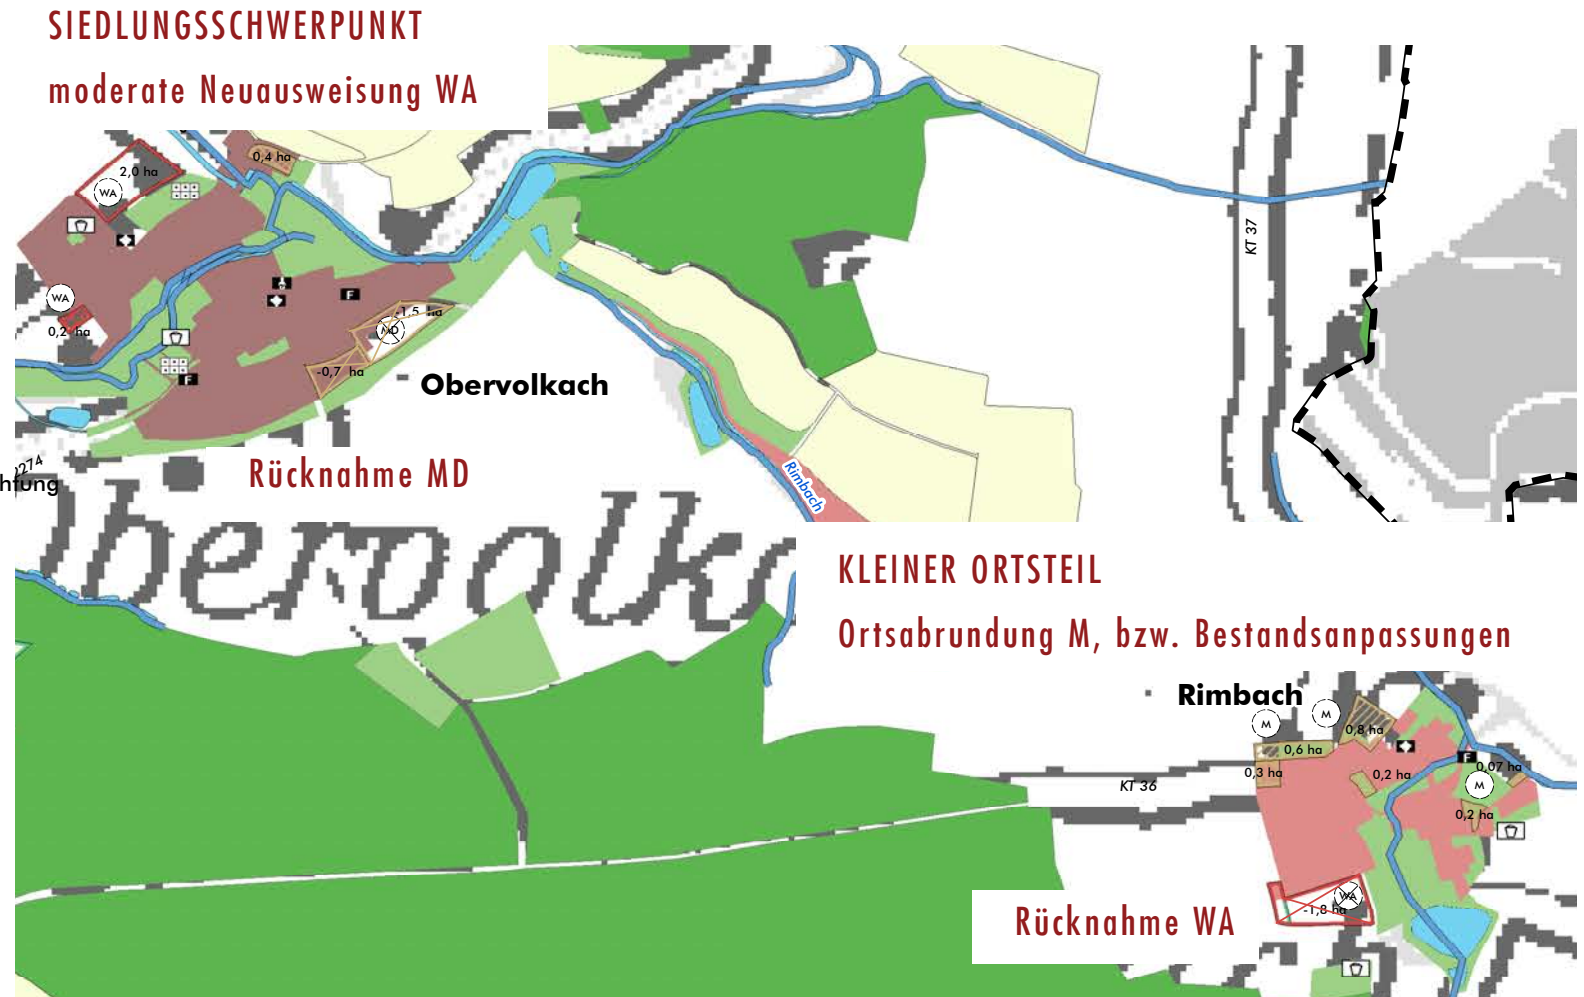 SIEDLUNGSSCHWERPUNKT
moderate Neuausweisung WA
0,4 ha
2,0 ha
WA
KT 37
WA
0,2 ha
F
-1,5 ha
MD
-0,7 ha
F
Obervolkach
2274
htung
Rücknahme MD
Rimbach
Obervolka
KLEINER ORTSTEIL
Ortsabrundung M, bzw. Bestandsanpassungen
Rimbach
M
M
0,8 ha
0,6 ha
F
0,3 ha
0,2 ha
0,07 ha
KT 36
M
0,2 ha
WA
-1,8 ha
Rücknahme WA